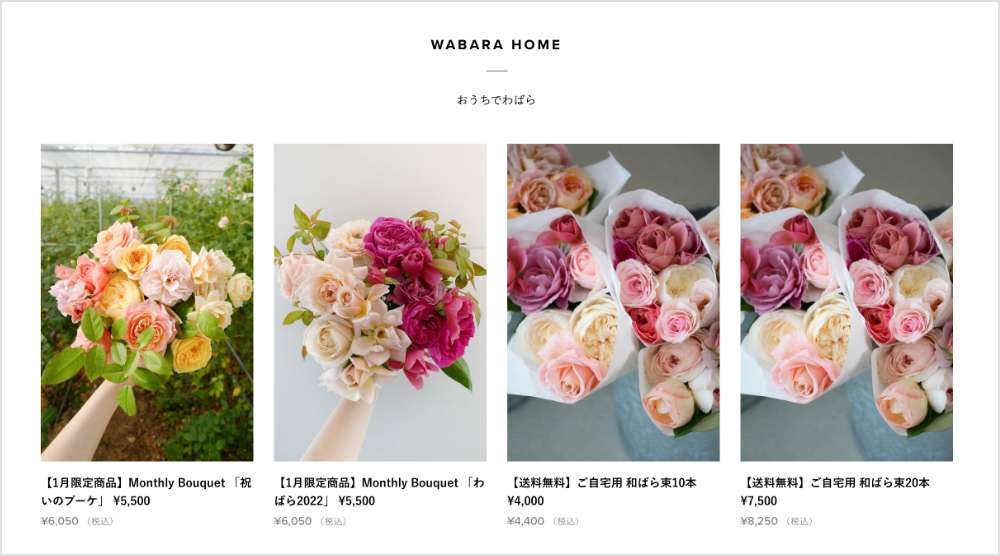 WABARA HOME
おうちでわばら
【1月限定商品】Monthly Bouquet 「祝
いのブーケ」 ¥5,500
¥6,050 （税込）
【1月限定商品】Monthly Bouquet 「わ
ばら2022」 ¥5,500
¥6,050 （税込）
【送料無料】ご自宅用 和ばら束10本
¥4,000
¥4,400 （税込）
【送料無料】ご自宅用 和ばら束20本
¥7,500
¥8,250 （税込）